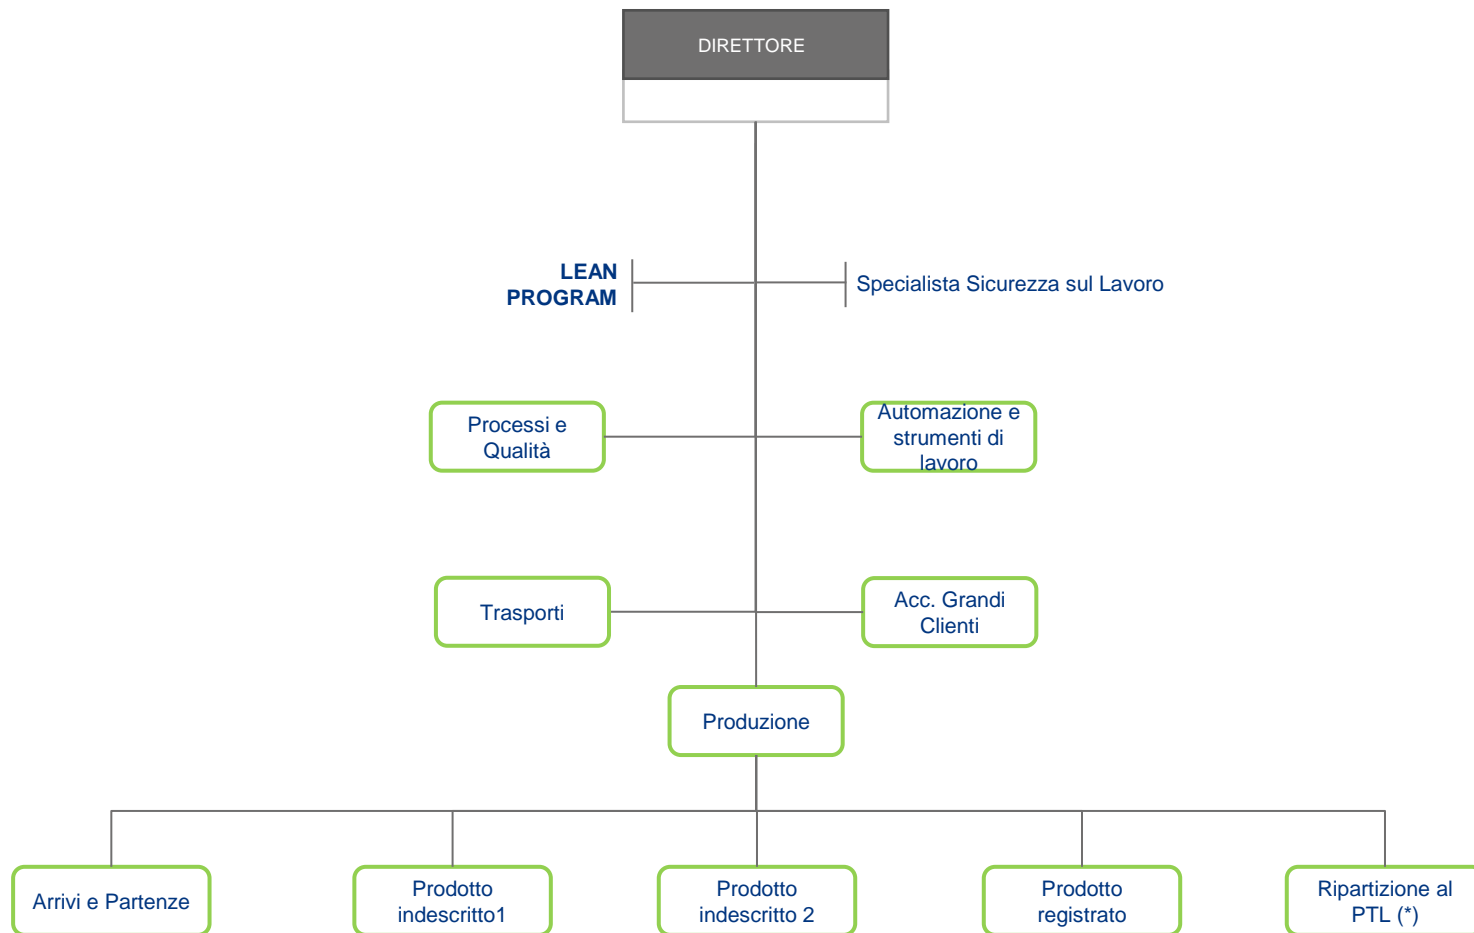 DIRETTORE
LEAN
PROGRAM
Specialista Sicurezza sul Lavoro
Processi e
Qualità
Automazione e
strumenti di
lavoro
Trasporti
Acc. Grandi
Clienti
Produzione
Arrivi e Partenze
Prodotto
indescritto1
Prodotto
indescritto 2
Prodotto
registrato
Ripartizione al
PTL (*)